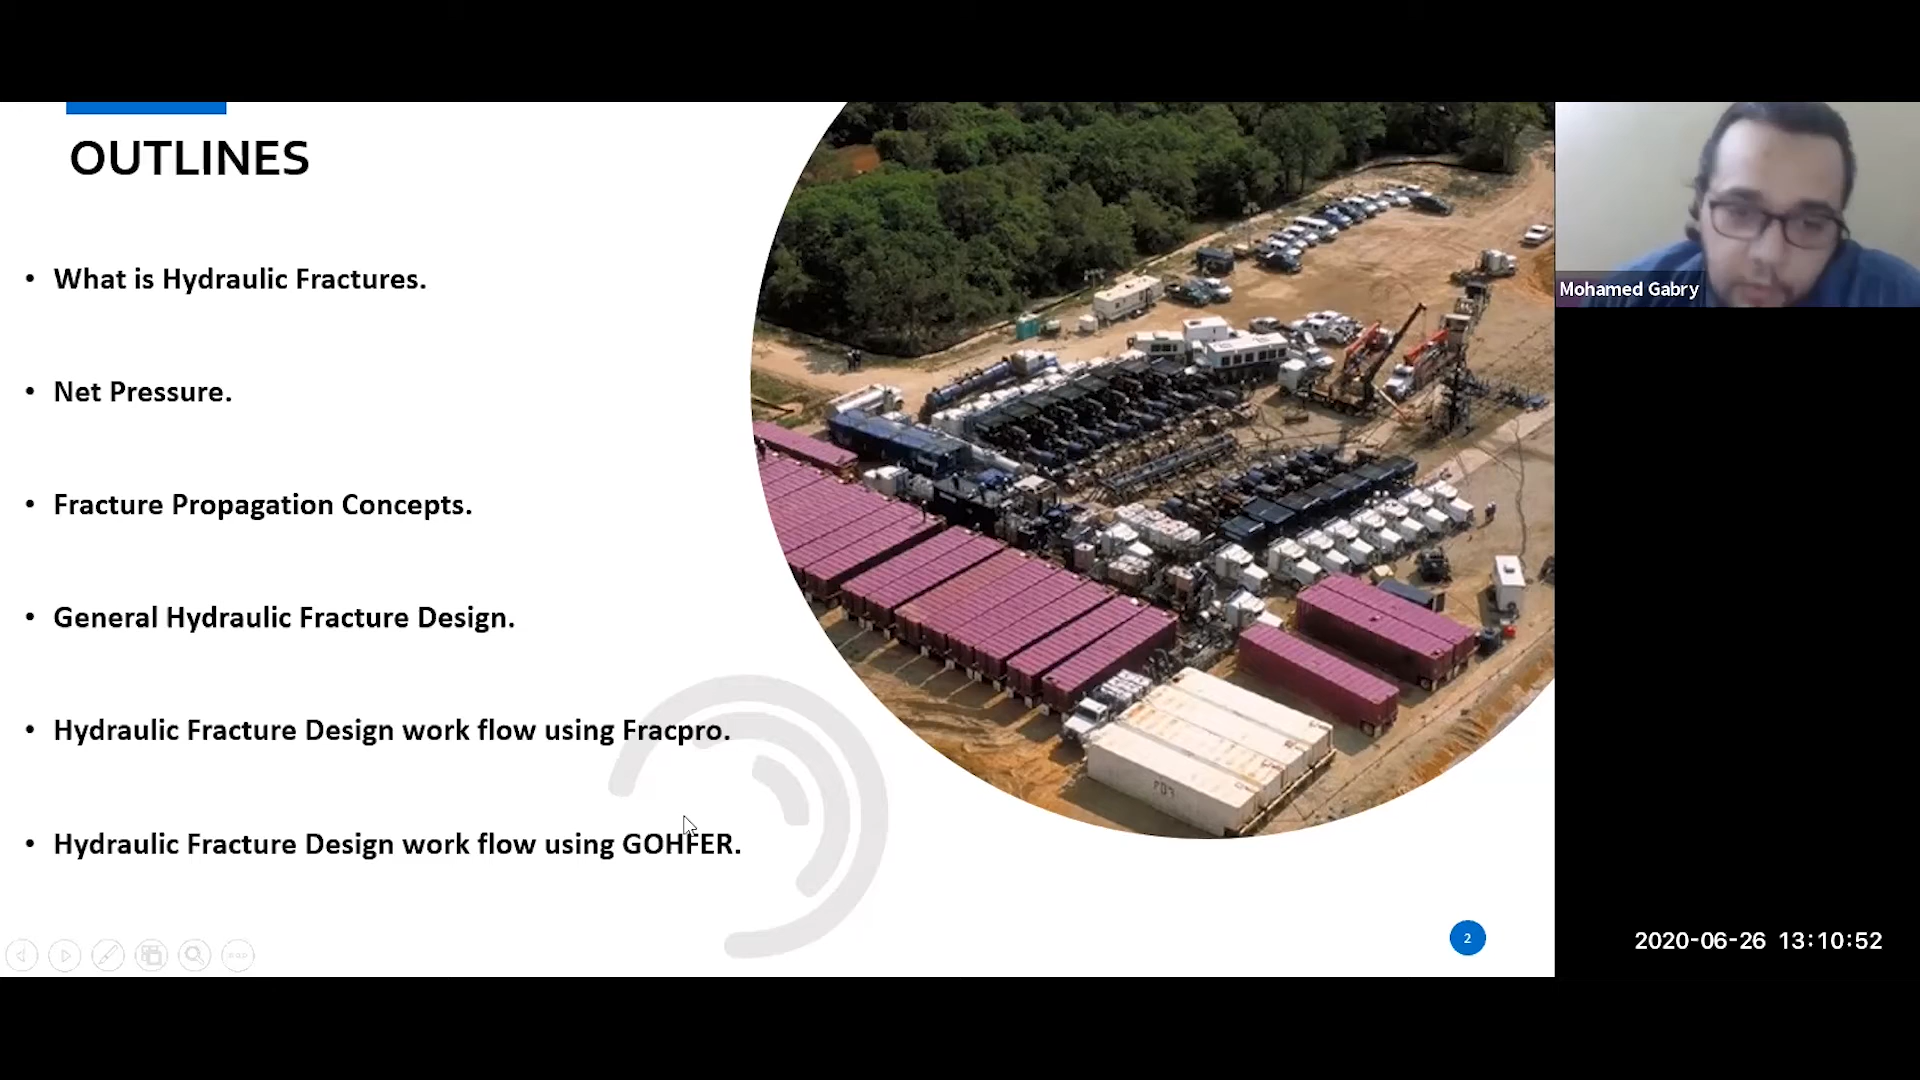 OUTLINES
• What is Hydraulic Fractures.
• Net Pressure.
• Fracture Propagation Concepts.
• General Hydraulic Fracture Design.
• Hydraulic Fracture Design work flow using Fracpro.
• Hydraulic Fracture Design work flow using GOHFER.
2
Mohamed Gabry
2020-06-26 13:10:52